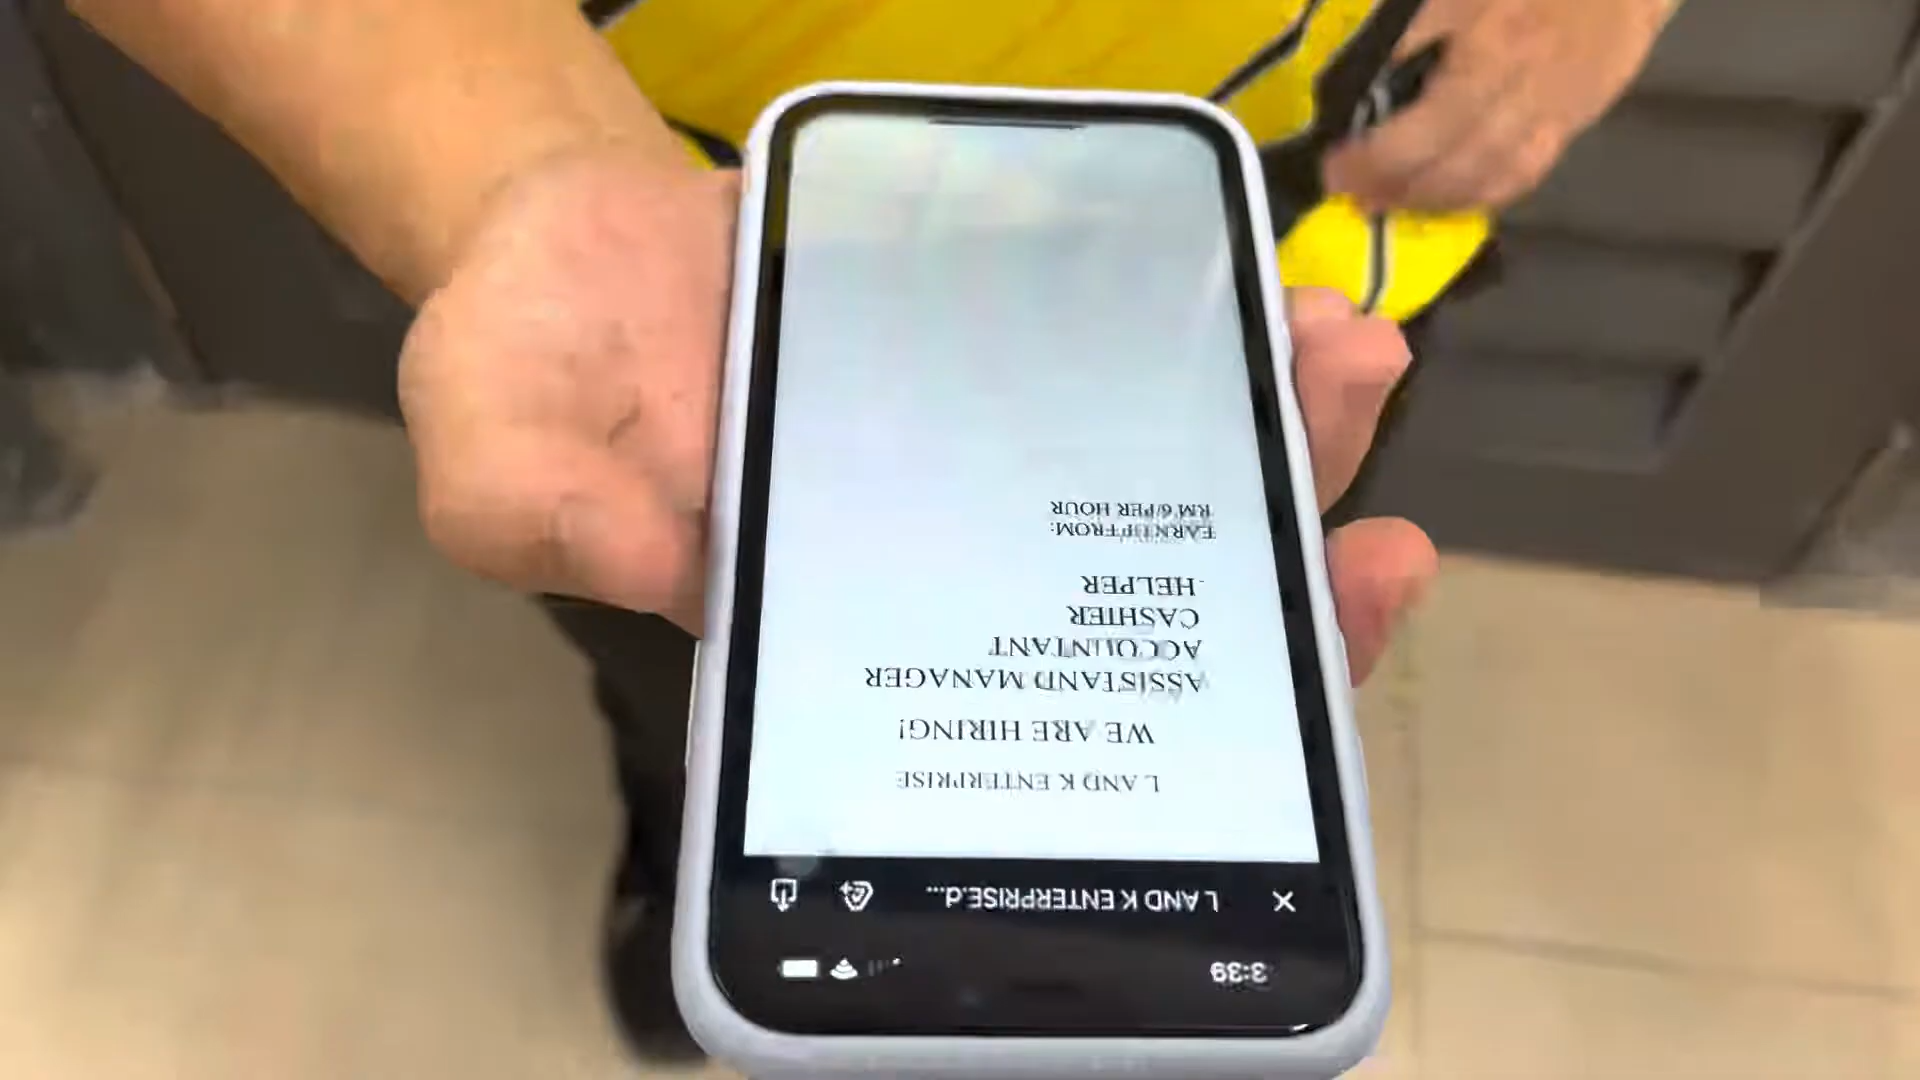 3:39
L AND K ENTERPRISE.d...
L AND K ENTERPRISE
WE ARE HIRING!
ASSISTAND MANAGER
ACCOUNTANT
CASHIER
HELPER
EARN UP FROM:
RM 6/PER HOUR